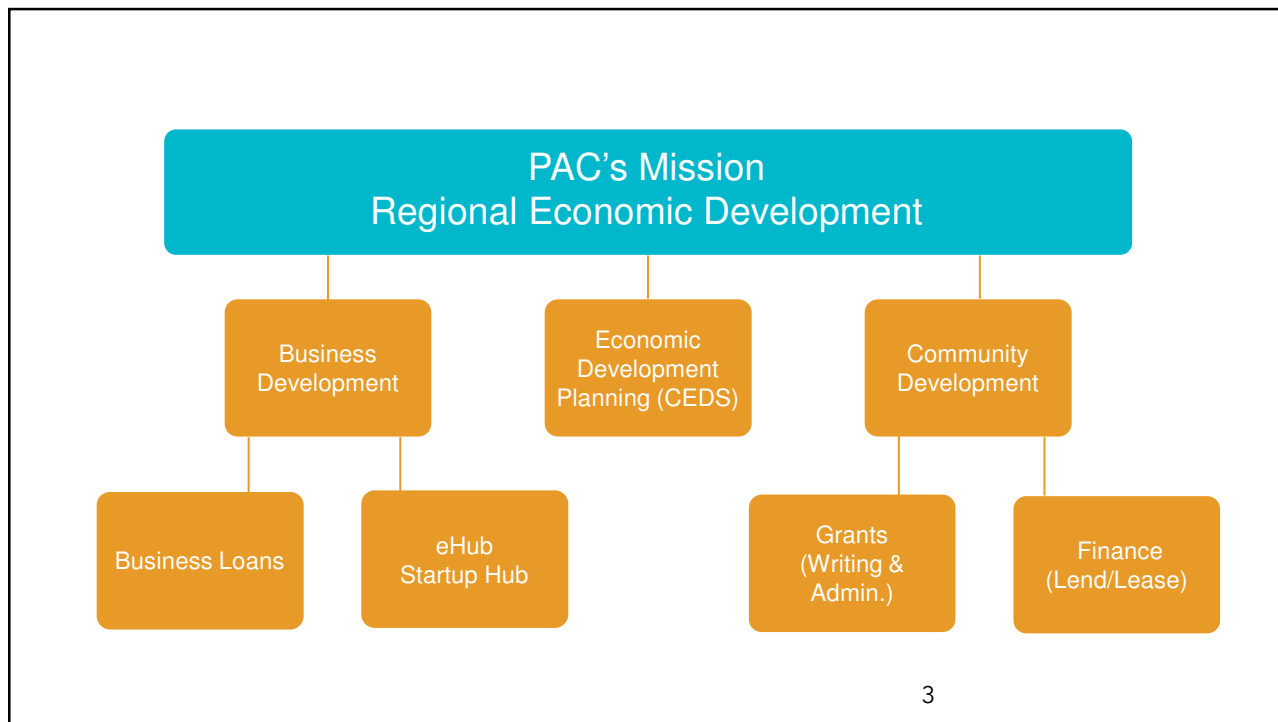 PAC's Mission
Regional Economic Development
Business
Development
Economic
Development
Planning (CEDS)
Community
Development
Business Loans
eHub
Startup Hub
Grants
(Writing &
Admin.)
Finance
(Lend/Lease)
3